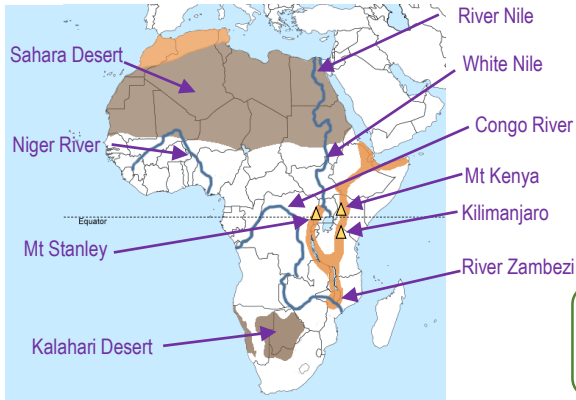 River Nile
Sahara Desert
White Nile
Congo River
Niger River
Mt Kenya
Equator
Kilimanjaro
Mt Stanley
River Zambezi
Kalahari Desert